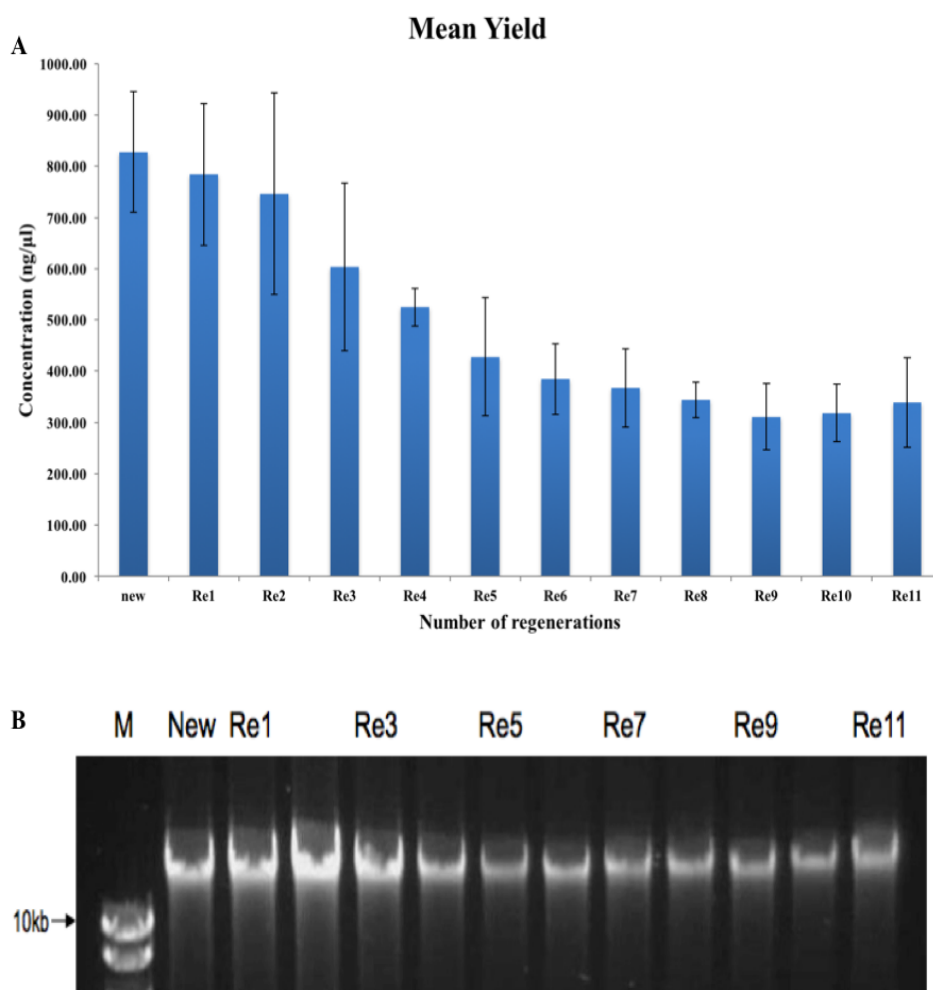 Mean Yield
A
1000.00
900.00
800.00
700.00
600.00
500.00
400.00
300.00
200.00
100.00
0.00
Concentration (ng/µl)
new Re1 Re2 Re3 Re4 Re5 Re6 Re7 Re8 Re9 Re10 Re11
Number of regenerations
B
M New Re1 Re3 Re5 Re7 Re9 Re11
10kb